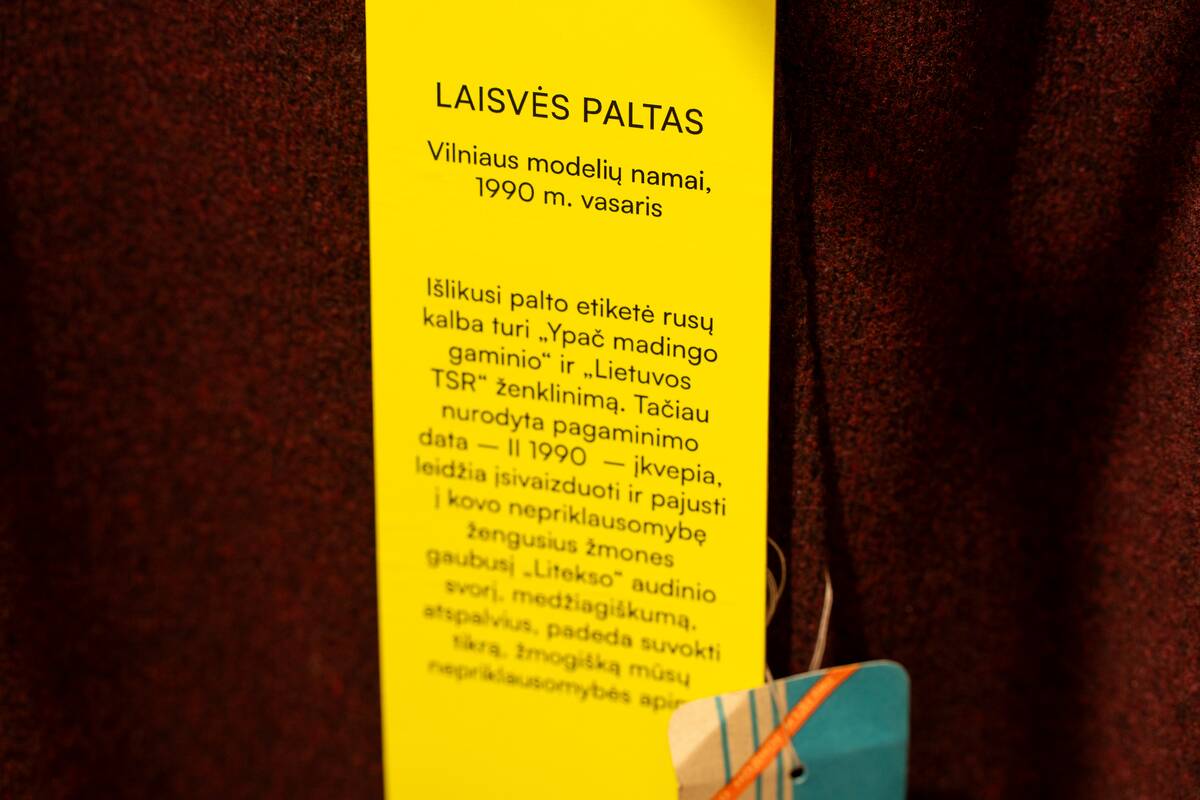 LAISVĖS PALTAS
Vilniaus modelių namai,
1990 m. vasaris
Išlikusi palto etiketė rusų
kalba turi „Ypač madingo
gaminio“ ir „Lietuvos
TSR“ ženklinimą. Tačiau
nurodyta pagaminimo
data — II 1990 — įkvepia,
leidžia įsivaizduoti ir pajusti
į kovo nepriklausomybę
žengusius žmones
gaubusį „Litekso“ audinio
svorį, medžiagiškumą,
atspalvius, padeda suvokti
tikrą, žmogišką mūsų
nepriklausomybės